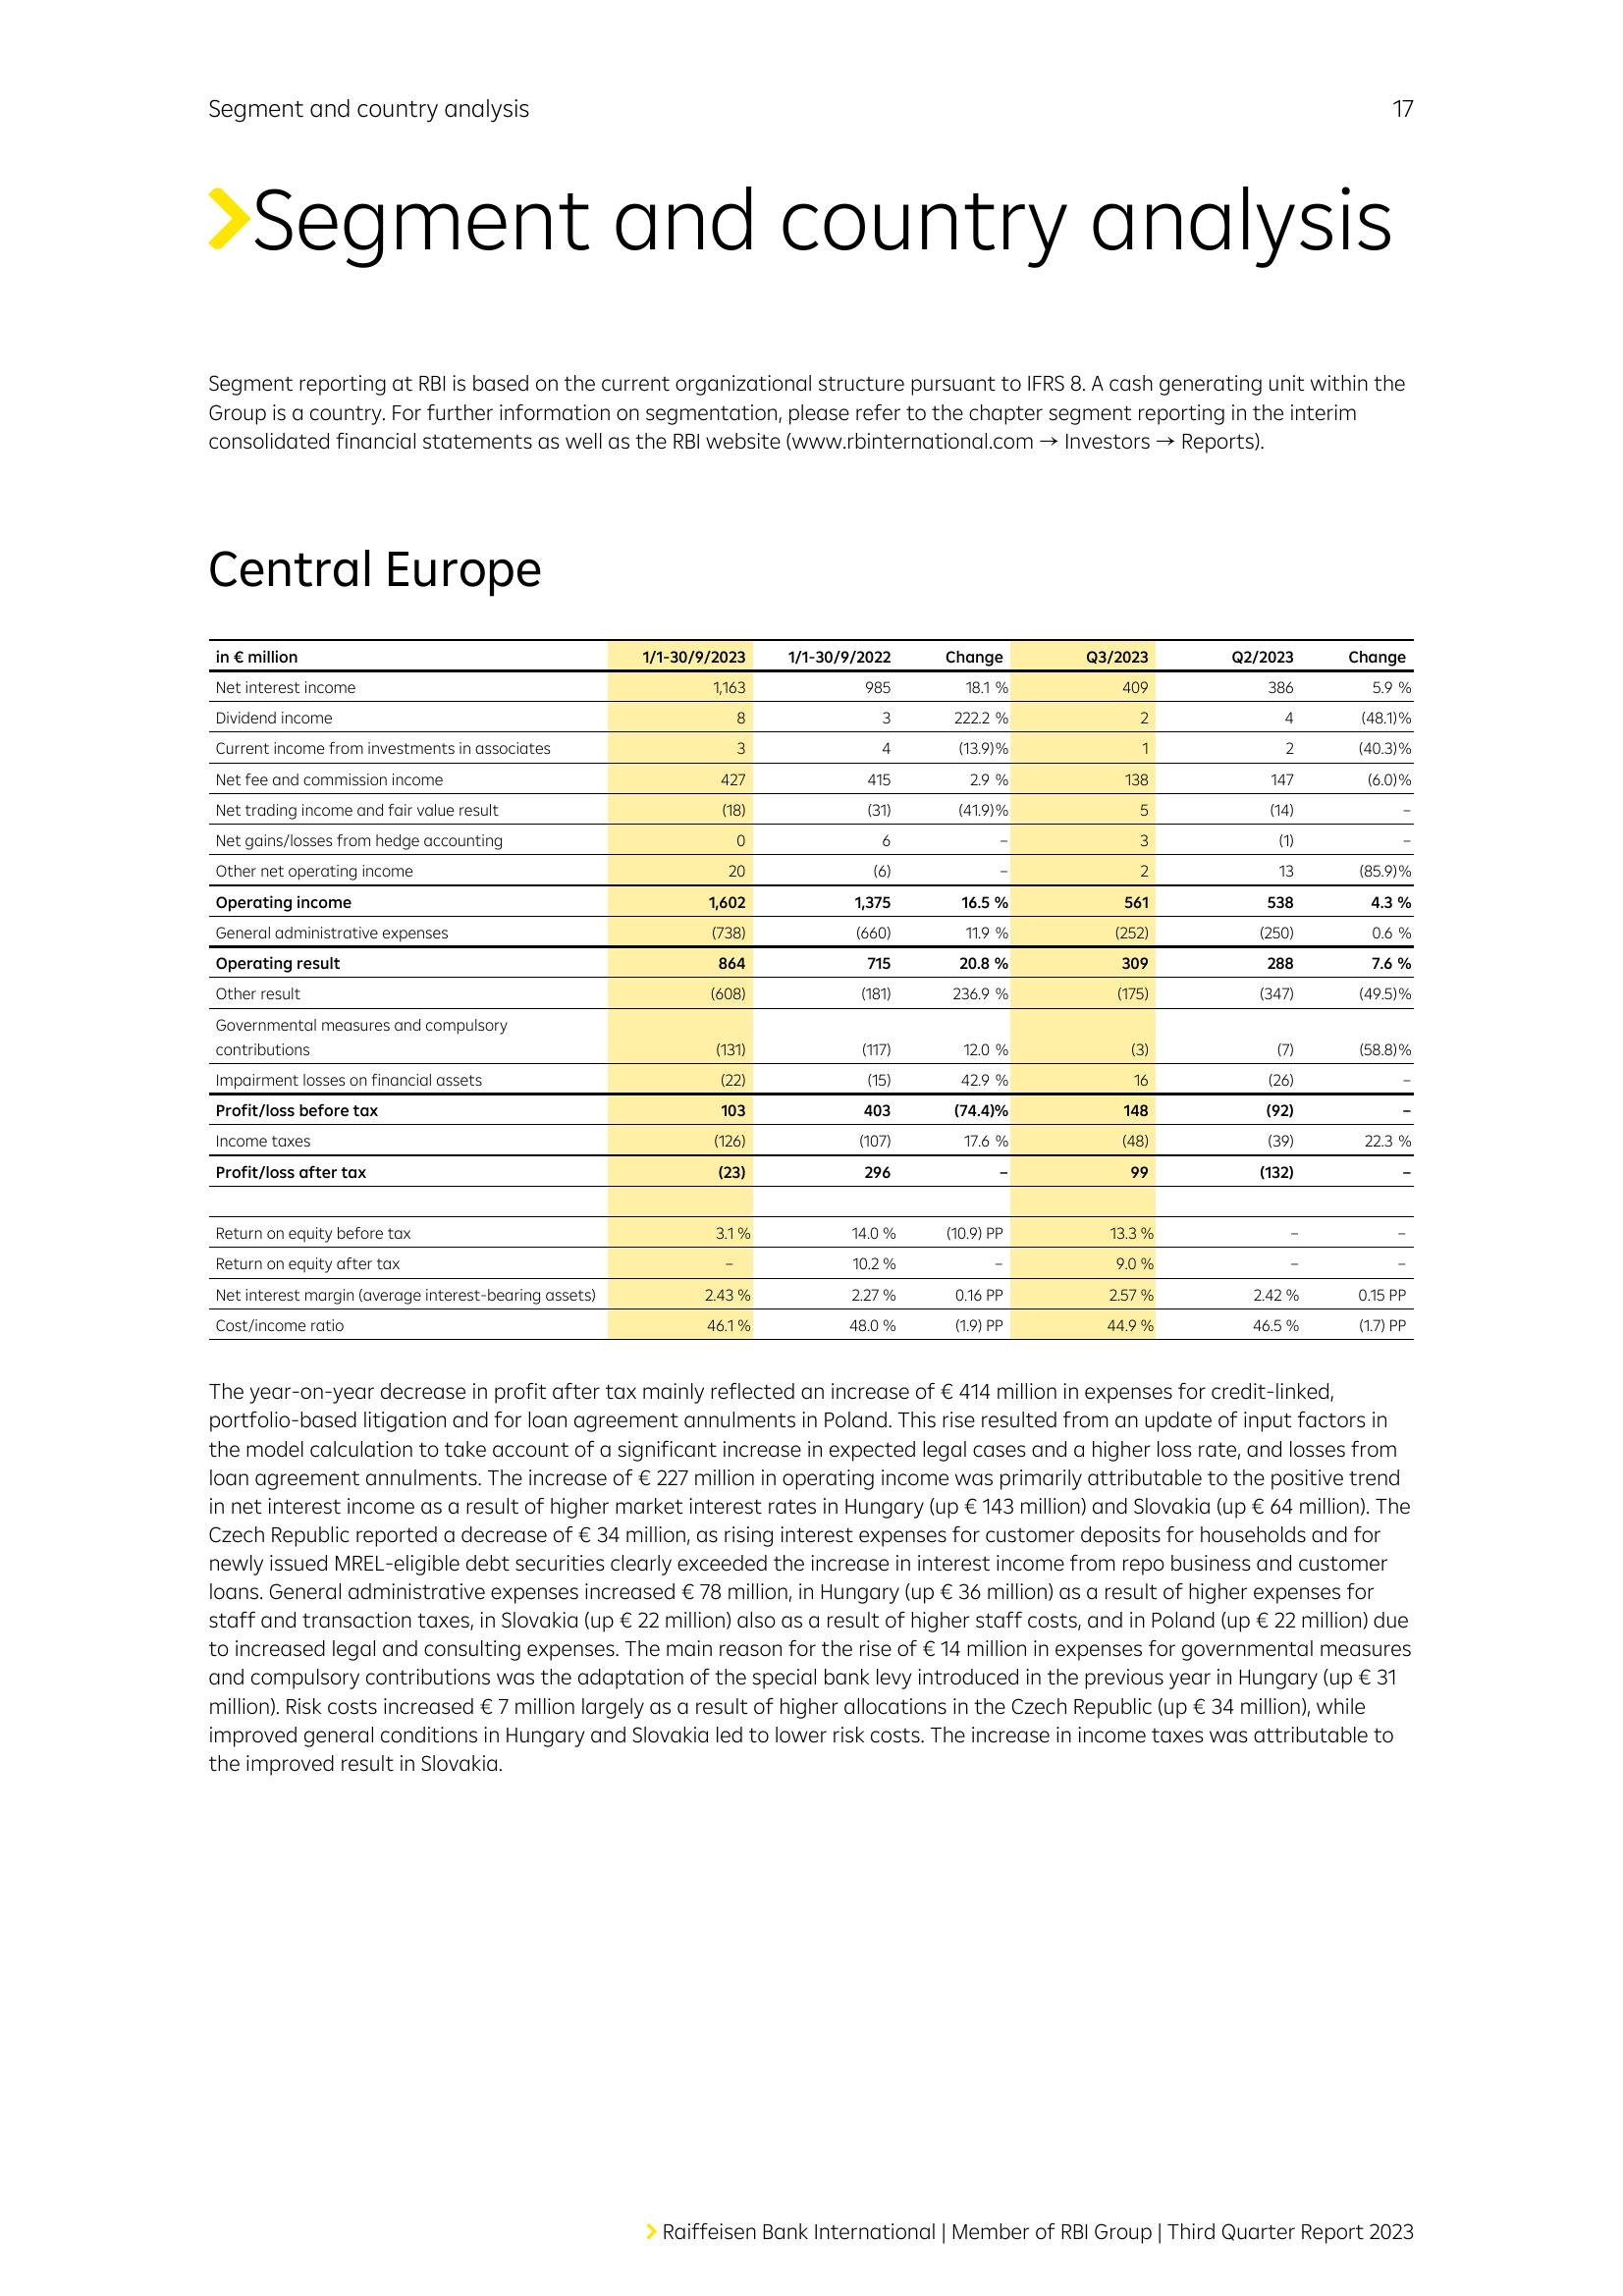 Segment and country analysis 17
Segment and country analysis
Segment reporting at RBI is based on the current organizational structure pursuant to IFRS 8. A cash generating unit within the
Group is a country. For further information on segmentation, please refer to the chapter segment reporting in the interim
consolidated financial statements as well as the RBI website (www.rbinternational.com → Investors → Reports).
Central Europe
in € million 1/1-30/9/2023 1/1-30/9/2022 Change Q3/2023 Q2/2023 Change
Net interest income 1,163 985 18.1 % 409 386 5.9 %
Dividend income 8 3 222.2 % 2 4 (48.1)%
Current income from investments in associates 3 4 (13.9)% 1 2 (40.3)%
Net fee and commission income 427 415 2.9 % 138 147 (6.0)%
Net trading income and fair value result (18) (31) (41.9)% 5 (14) –
Net gains/losses from hedge accounting 0 6 – 3 (1) –
Other net operating income 20 (6) – 2 13 (85.9)%
Operating income 1,602 1,375 16.5 % 561 538 4.3 %
General administrative expenses (738) (660) 11.9 % (252) (250) 0.6 %
Operating result 864 715 20.8 % 309 288 7.6 %
Other result (608) (181) 236.9 % (175) (347) (49.5)%
Governmental measures and compulsory
contributions (131) (117) 12.0 % (3) (7) (58.8)%
Impairment losses on financial assets (22) (15) 42.9 % 16 (26) –
Profit/loss before tax 103 403 (74.4)% 148 (92) –
Income taxes (126) (107) 17.6 % (48) (39) 22.3 %
Profit/loss after tax (23) 296 – 99 (132) –
Return on equity before tax 3.1 % 14.0 % (10.9) PP 13.3 % – –
Return on equity after tax – 10.2 % – 9.0 % – –
Net interest margin (average interest-bearing assets) 2.43 % 2.27 % 0.16 PP 2.57 % 2.42 % 0.15 PP
Cost/income ratio 46.1 % 48.0 % (1.9) PP 44.9 % 46.5 % (1.7) PP
The year-on-year decrease in profit after tax mainly reflected an increase of € 414 million in expenses for credit-linked,
portfolio-based litigation and for loan agreement annulments in Poland. This rise resulted from an update of input factors in
the model calculation to take account of a significant increase in expected legal cases and a higher loss rate, and losses from
loan agreement annulments. The increase of € 227 million in operating income was primarily attributable to the positive trend
in net interest income as a result of higher market interest rates in Hungary (up € 143 million) and Slovakia (up € 64 million). The
Czech Republic reported a decrease of € 34 million, as rising interest expenses for customer deposits for households and for
newly issued MREL-eligible debt securities clearly exceeded the increase in interest income from repo business and customer
loans. General administrative expenses increased € 78 million, in Hungary (up € 36 million) as a result of higher expenses for
staff and transaction taxes, in Slovakia (up € 22 million) also as a result of higher staff costs, and in Poland (up € 22 million) due
to increased legal and consulting expenses. The main reason for the rise of € 14 million in expenses for governmental measures
and compulsory contributions was the adaptation of the special bank levy introduced in the previous year in Hungary (up € 31
million). Risk costs increased € 7 million largely as a result of higher allocations in the Czech Republic (up € 34 million), while
improved general conditions in Hungary and Slovakia led to lower risk costs. The increase in income taxes was attributable to
the improved result in Slovakia.
Raiffeisen Bank International | Member of RBI Group | Third Quarter Report 2023